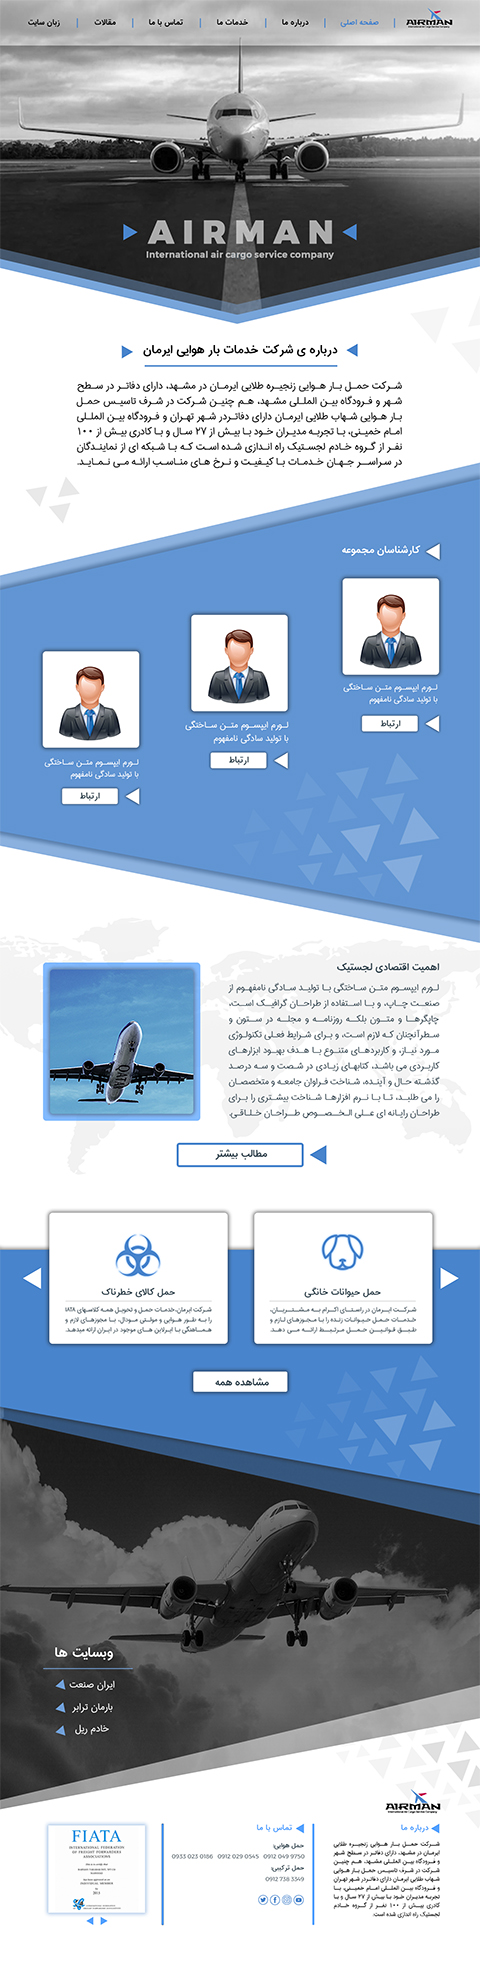 AIRMAN
صفحه اصلی | درباره ما | خدمات ما | تماس با ما | مقالات | زبان سایت
AIRMAN
International air cargo service company
درباره ی شرکت خدمات بار هوایی ایرمان
شرکت حمل بار هوایی زنجیره طلایی ایرمان در مشهد، دارای دفاتر در سطح
شهر و فرودگاه بین المللی مشهد، هم چنین شرکت در شرف تاسیس حمل
بار هوایی شهاب طلایی ایرمان دارای دفاتردر شهر تهران و فرودگاه بین المللی
امام خمینی، با تجربه مدیران خود با بیش از ۲۷ سال و با کادری بیش از ۱۰۰
نفر از گروه خادم لجستیک راه اندازی شده است که با شبکه ای از نمایندگان
در سراسر جهان خدمات با کیفیت و نرخ های مناسب ارائه می نماید.
کارشناسان مجموعه
لورم ایپسوم متن ساختگی
با تولید سادگی نامفهوم
ارتباط
لورم ایپسوم متن ساختگی
با تولید سادگی نامفهوم
ارتباط
لورم ایپسوم متن ساختگی
با تولید سادگی نامفهوم
ارتباط
اهمیت اقتصادی لجستیک
لورم ایپسوم متن ساختگی با تولید سادگی نامفهوم از
صنعت چاپ، و با استفاده از طراحان گرافیک است،
چاپگرها و متون بلکه روزنامه و مجله در ستون و
سطرآنچنان که لازم است، و برای شرایط فعلی تکنولوژی
مورد نیاز، و کاربردهای متنوع با هدف بهبود ابزارهای
کاربردی می باشد، کتابهای زیادی در شصت و سه درصد
گذشته حال و آینده، شناخت فراوان جامعه و متخصصان
را می طلبد، تا با نرم افزارها شناخت بیشتری را برای
طراحان رایانه ای علی الخصوص طراحان خلاقی.
مطالب بیشتر
حمل حیوانات خانگی
شرکت ایرمان در راستای اکرام به مشتریان،
خدمات حمل حیوانات زنده را با مجوزهای لازم و
طبق قوانین حمل مرتبط ارائه می دهد.
حمل کالای خطرناک
شرکت ایرمان،خدمات حمل و تحویل همه کلاسهای IATA
را به طور هوایی و مولتی مودال، با مجوزهای لازم و
هماهنگی با ایرلاین های موجود در ایران ارائه میدهد.
مشاهده همه
وبسایت ها
ایران صنعت
بارمان ترابر
خادم ریل
AIRMAN
درباره ما
شرکت حمل بار هوایی زنجیره طلایی
ایرمان در مشهد، دارای دفاتر در سطح شهر
و فرودگاه بین المللی مشهد، هم چنین
شرکت در شرف تاسیس حمل بار هوایی
شهاب طلایی ایرمان دارای دفاتردر شهر تهران
و فرودگاه بین المللی امام خمینی، با
تجربه مدیران خود با بیش از ۲۷ سال و با
کادری بیش از ۱۰۰ نفر از گروه خادم
لجستیک راه اندازی شده است.
تماس با ما
حمل هوایی:
0933 023 0186 0912 029 0545 0912 049 9750
حمل ترکیبی:
0912 738 3349
FIATA
INTERNATIONAL FEDERATION
OF FREIGHT FORWARDERS
ASSOCIATIONS